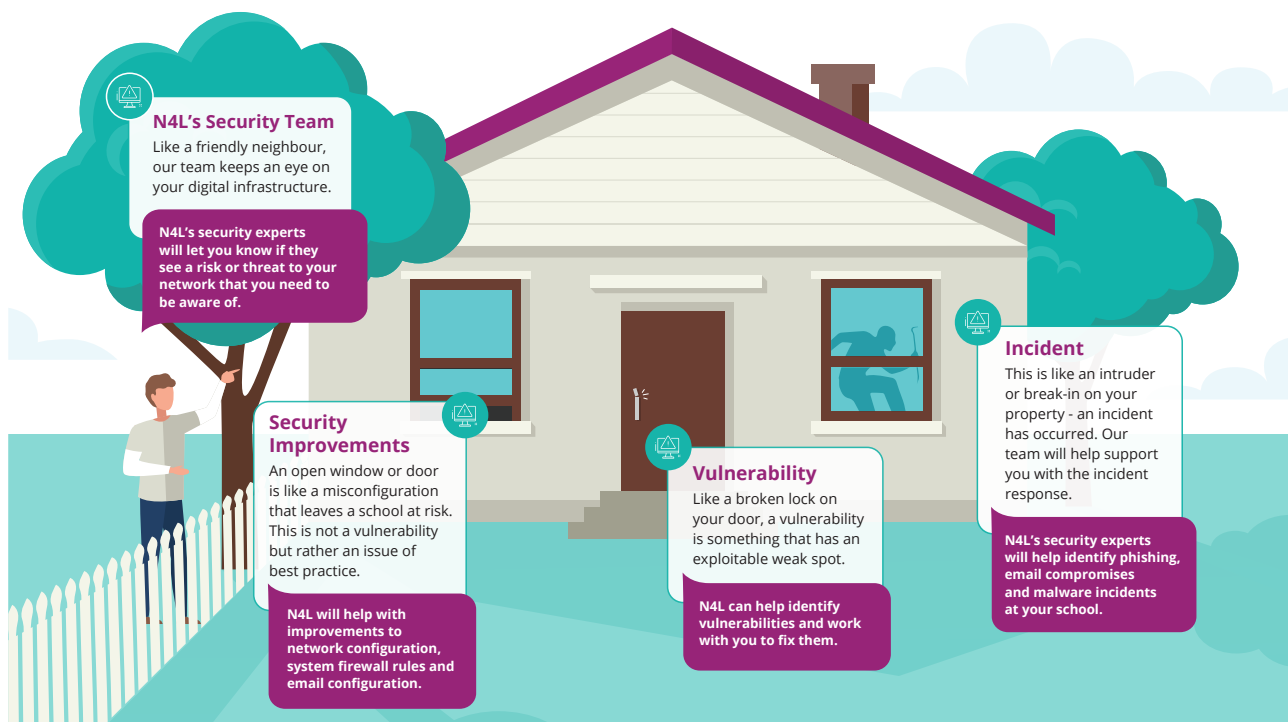 N4L's Security Team
Like a friendly neighbour,
our team keeps an eye on
your digital infrastructure.
N4L's security experts
will let you know if they
see a risk or threat to your
network that you need to
be aware of.
Security
Improvements
An open window or door
is like a misconfiguration
that leaves a school at risk.
This is not a vulnerability
but rather an issue of
best practice.
N4L will help with
improvements to
network configuration,
system firewall rules and
email configuration.
Vulnerability
Like a broken lock on
your door, a vulnerability
is something that has an
exploitable weak spot.
N4L can help identify
vulnerabilities and work
with you to fix them.
Incident
This is like an intruder
or break-in on your
property - an incident
has occurred. Our
team will help support
you with the incident
response.
N4L's security experts
will help identify phishing,
email compromises
and malware incidents
at your school.